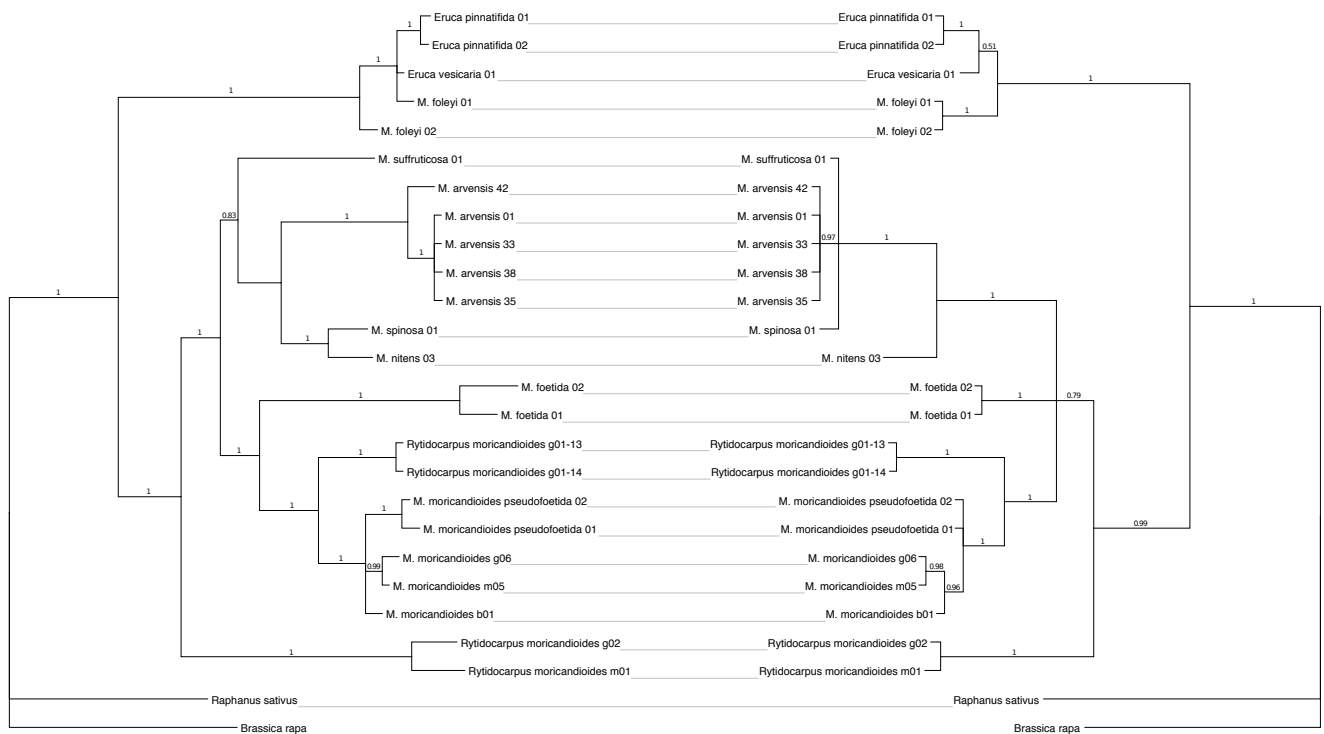 1 Eruca pinnatifida 01 Eruca pinnatifida 01 1
Eruca pinnatifida 02 Eruca pinnatifida 02 0.51
1 Eruca vesicaria 01 Eruca vesicaria 01 1
1 M. foleyi 01 M. foleyi 01 1
M. foleyi 02 M. foleyi 02
M. suffruticosa 01 M. suffruticosa 01
M. arvensis 42 M. arvensis 42
0.83 1 M. arvensis 01 M. arvensis 01
M. arvensis 33 M. arvensis 33 0.97 1
1 M. arvensis 38 M. arvensis 38
1 M. arvensis 35 M. arvensis 35 1 1
1 1 M. spinosa 01 M. spinosa 01
M. nitens 03 M. nitens 03
M. foetida 02 M. foetida 02
1 1 0.79
M. foetida 01 M. foetida 01
1 1 Rytidocarpus moricandioides g01-13 Rytidocarpus moricandioides g01-13 1
Rytidocarpus moricandioides g01-14 Rytidocarpus moricandioides g01-14
1 1 M. moricandioides pseudofoetida 02 M. moricandioides pseudofoetida 02 1
1 M. moricandioides pseudofoetida 01 M. moricandioides pseudofoetida 01 1 0.99
1 0.99 M. moricandioides g06 M. moricandioides g06 0.98
M. moricandioides m05 M. moricandioides m05 0.96
M. moricandioides b01 M. moricandioides b01
1 Rytidocarpus moricandioides g02 Rytidocarpus moricandioides g02 1
Rytidocarpus moricandioides m01 Rytidocarpus moricandioides m01
Raphanus sativus Raphanus sativus
Brassica rapa Brassica rapa